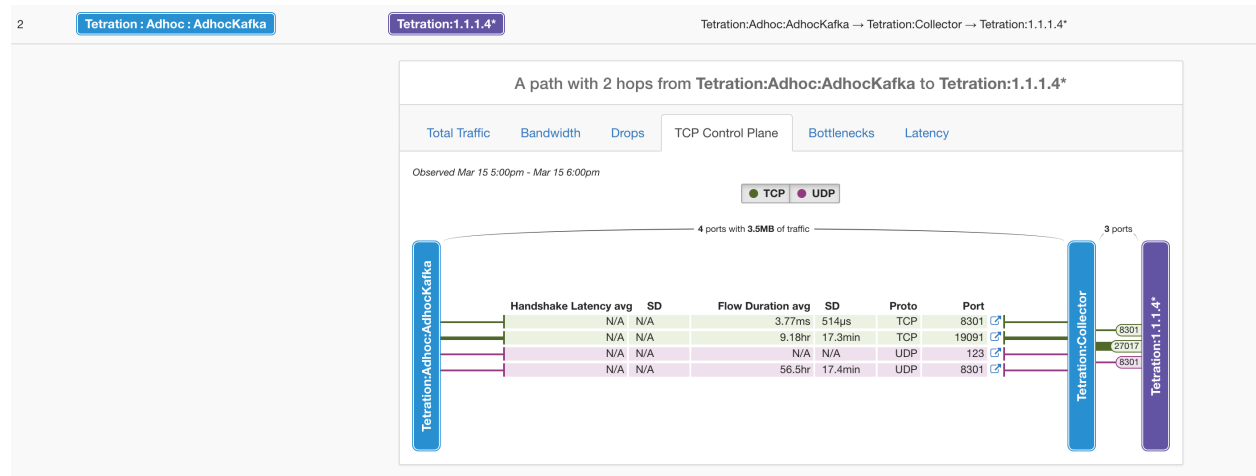 2 Tetration : Adhoc : AdhocKafka Tetration:1.1.1.4* Tetration:Adhoc:AdhocKafka → Tetration:Collector → Tetration:1.1.1.4*
A path with 2 hops from Tetration:Adhoc:AdhocKafka to Tetration:1.1.1.4*
Total Traffic Bandwidth Drops TCP Control Plane Bottlenecks Latency
Observed Mar 15 5:00pm - Mar 15 6:00pm
TCP UDP
4 ports with 3.5MB of traffic 3 ports
Tetration:Adhoc:AdhocKafka
Handshake Latency avg SD Flow Duration avg SD Proto Port
N/A N/A 3.77ms 514µs TCP 8301
N/A N/A 9.18hr 17.3min TCP 19091
N/A N/A N/A N/A UDP 123
N/A N/A 56.5hr 17.4min UDP 8301
Tetration:Collector
8301
27017
8301
Tetration:1.1.1.4*